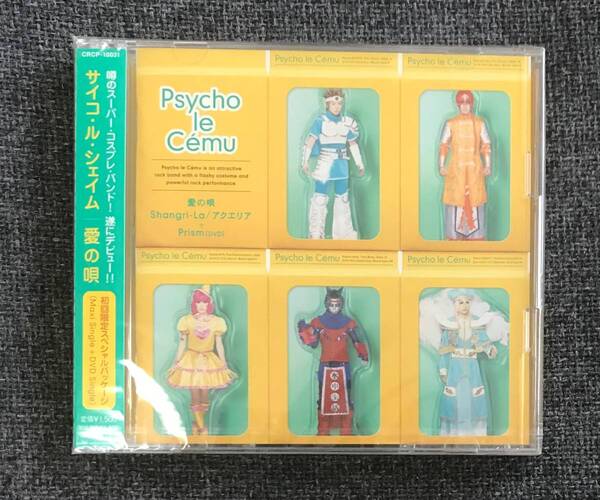 CRCP-10031
噂のスーパー・コスプレ・バンド! 遂にデビュー!!
サイコ・ル・シェイム 愛の唄
初回限定スペシャルパッケージ
(Maxi Single + DVD Single)
定価¥1,500
Psycho
le
Cému
Psycho le Cému is an attractive
rock band with a flashy costume and
powerful rock performance
愛の唄
Shangri-La/アクエリア
+
Prism(DVD)
Psycho le Cému
Psycho le Cému
Psycho le Cému
Psycho le Cému
Psycho le Cému